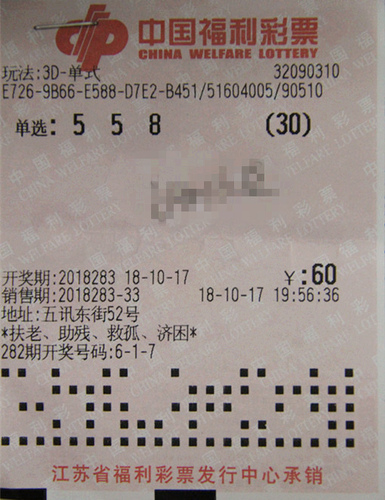 中国福利彩票
CHINA WELFARE LOTTERY
玩法:3D-单式 32090310
E726-9B66-E588-D7E2-B451/51604005/90510
单选: 5 5 8 (30)
开奖期:2018283 18-10-17 ¥:60
销售期:2018283-33 18-10-17 19:56:36
地址:五讯东街52号
*扶老、助残、救孤、济困*
282期开奖号码:6-1-7
江苏省福利彩票发行中心承销